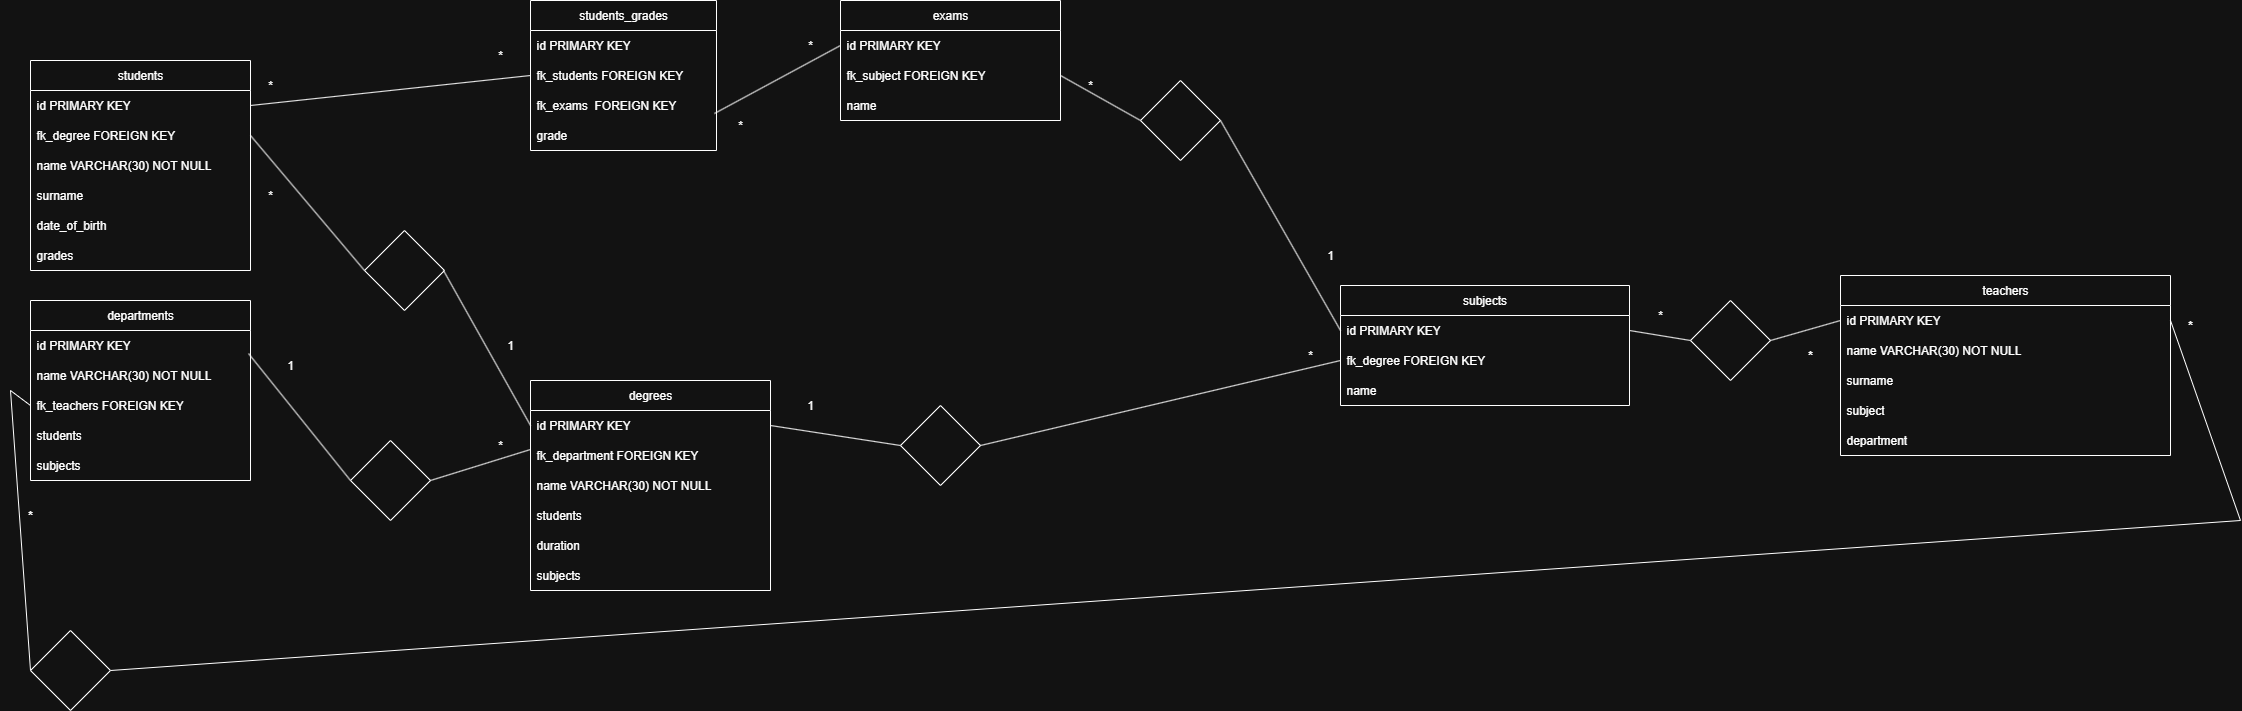 students_grades
id PRIMARY KEY
fk_students FOREIGN KEY
fk_exams  FOREIGN KEY
grade
exams
id PRIMARY KEY
fk_subject FOREIGN KEY
name
students
id PRIMARY KEY
fk_degree FOREIGN KEY
name VARCHAR(30) NOT NULL
surname
date_of_birth
grades
*
*
*
*
*
*
1
1
subjects
id PRIMARY KEY
fk_degree FOREIGN KEY
name
teachers
id PRIMARY KEY
name VARCHAR(30) NOT NULL
surname
subject
department
*
*
*
departments
id PRIMARY KEY
name VARCHAR(30) NOT NULL
fk_teachers FOREIGN KEY
students
subjects
1
*
*
degrees
id PRIMARY KEY
fk_department FOREIGN KEY
name VARCHAR(30) NOT NULL
students
duration
subjects
1
*